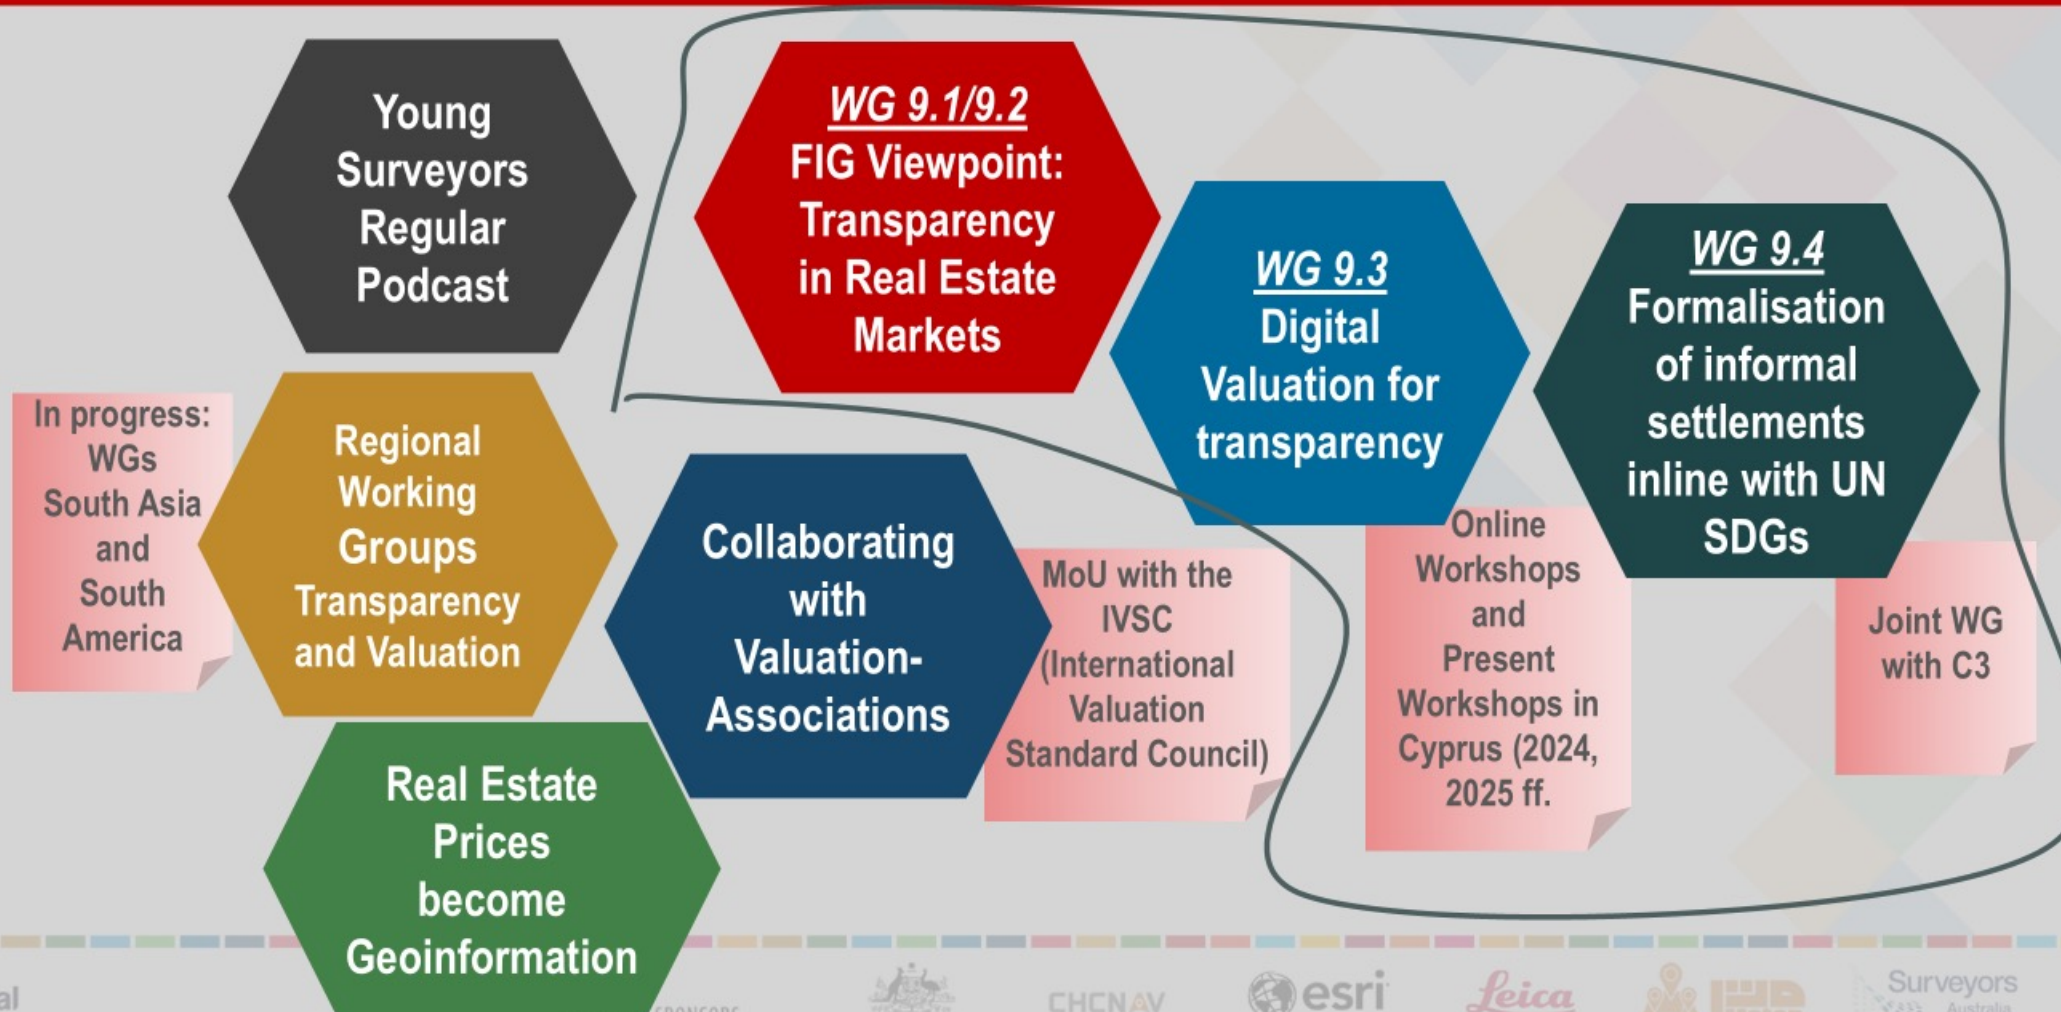 Young
Surveyors
Regular
Podcast
WG 9.1/9.2
FIG Viewpoint:
Transparency
in Real Estate
Markets
WG 9.3
Digital
Valuation for
transparency
WG 9.4
Formalisation
of informal
settlements
inline with UN
SDGs
In progress:
WGs
South Asia
and
South
America
Regional
Working
Groups
Transparency
and Valuation
Collaborating
with
Valuation-
Associations
MoU with the
IVSC
(International
Valuation
Standard Council)
Online
Workshops
and
Present
Workshops in
Cyprus (2024,
2025 ff.
Joint WG
with C3
Real Estate
Prices
become
Geoinformation
CHCNAV
esri
Leica
Surveyors
Australia